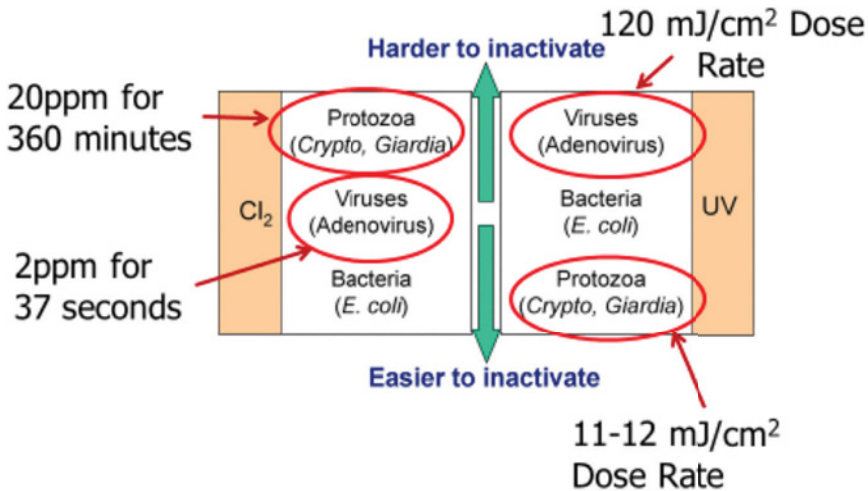 120 mJ/cm² Dose
Rate
Harder to inactivate
20ppm for
360 minutes
Protozoa
(Crypto, Giardia)
Viruses
(Adenovirus)
Cl₂
Viruses
(Adenovirus)
Bacteria
(E. coli)
UV
2ppm for
37 seconds
Bacteria
(E. coli)
Protozoa
(Crypto, Giardia)
Easier to inactivate
11-12 mJ/cm²
Dose Rate